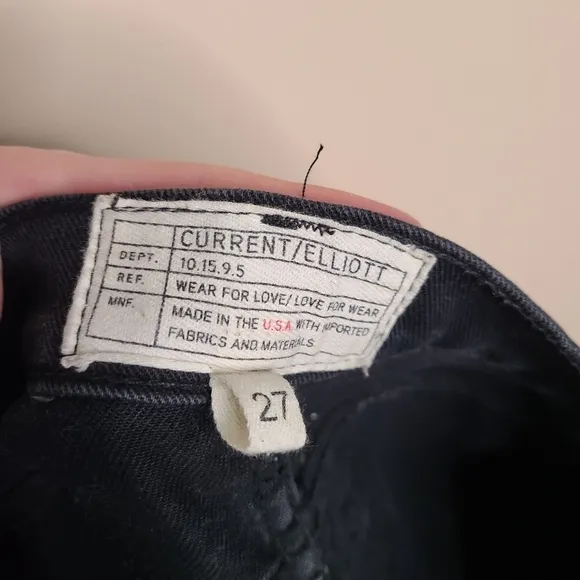 CURRENT/ELLIOTT
DEPT. 10.15.9.5
REF. WEAR FOR LOVE/ LOVE FOR WEAR
MNF. MADE IN THE U.S.A. WITH IMPORTED
FABRICS AND MATERIALS
27